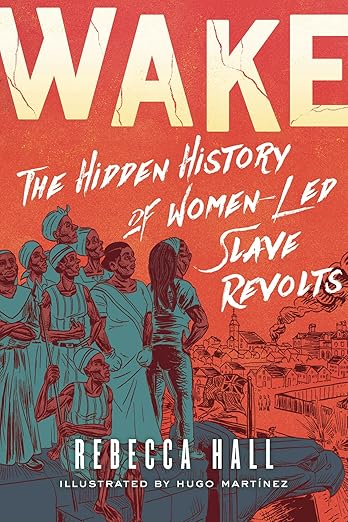 WAKE
THE HIDDEN HISTORY
OF WOMEN-LED
SLAVE
REVOLTS
REBECCA HALL
ILLUSTRATED BY HUGO MARTÍNEZ